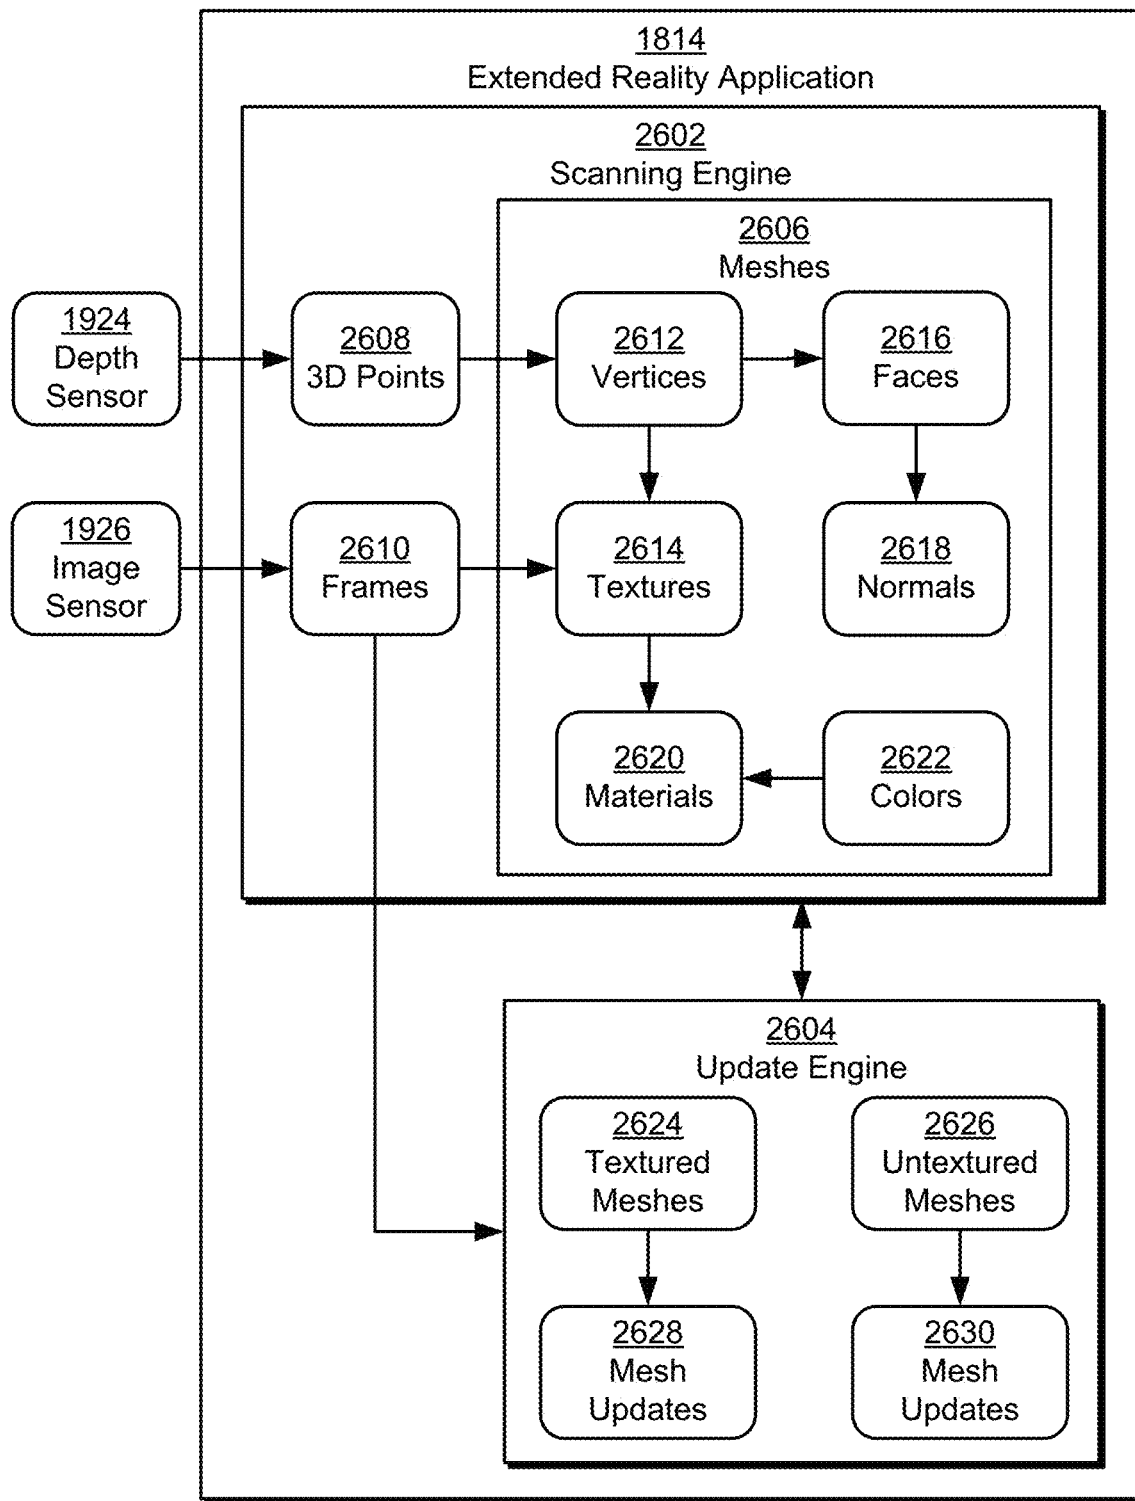 1814
Extended Reality Application
2602
Scanning Engine
2606
Meshes
1924
Depth
Sensor
2608
3D Points
2612
Vertices
2616
Faces
1926
Image
Sensor
2610
Frames
2614
Textures
2618
Normals
2620
Materials
2622
Colors
2604
Update Engine
2624
Textured
Meshes
2626
Untextured
Meshes
2628
Mesh
Updates
2630
Mesh
Updates